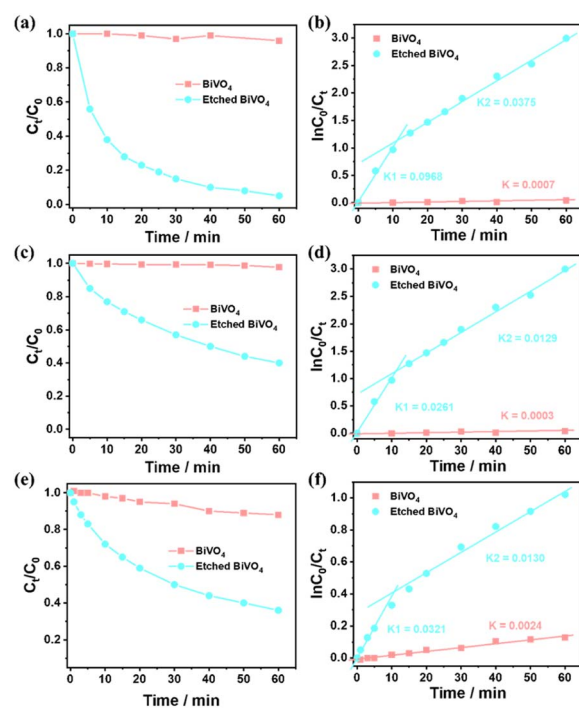 (a)
1.0
0.8
0.6
0.4
0.2
0.0
Cₜ/C₀
BiVO₄
Etched BiVO₄
0 10 20 30 40 50 60
Time / min
(b)
3.0
2.5
2.0
1.5
1.0
0.5
0.0
lnC₀/Cₜ
BiVO₄
Etched BiVO₄
K2 = 0.0375
K1 = 0.0968
K = 0.0007
0 10 20 30 40 50 60
Time / min
(c)
1.0
0.8
0.6
0.4
0.2
0.0
Cₜ/C₀
BiVO₄
Etched BiVO₄
0 10 20 30 40 50 60
Time / min
(d)
3.0
2.5
2.0
1.5
1.0
0.5
0.0
lnC₀/Cₜ
BiVO₄
Etched BiVO₄
K2 = 0.0129
K1 = 0.0261
K = 0.0003
0 10 20 30 40 50 60
Time / min
(e)
1.0
0.8
0.6
0.4
0.2
Cₜ/C₀
BiVO₄
Etched BiVO₄
0 10 20 30 40 50 60
Time / min
(f)
1.0
0.8
0.6
0.4
0.2
0.0
lnC₀/Cₜ
BiVO₄
Etched BiVO₄
K2 = 0.0130
K1 = 0.0321
K = 0.0024
0 10 20 30 40 50 60
Time / min